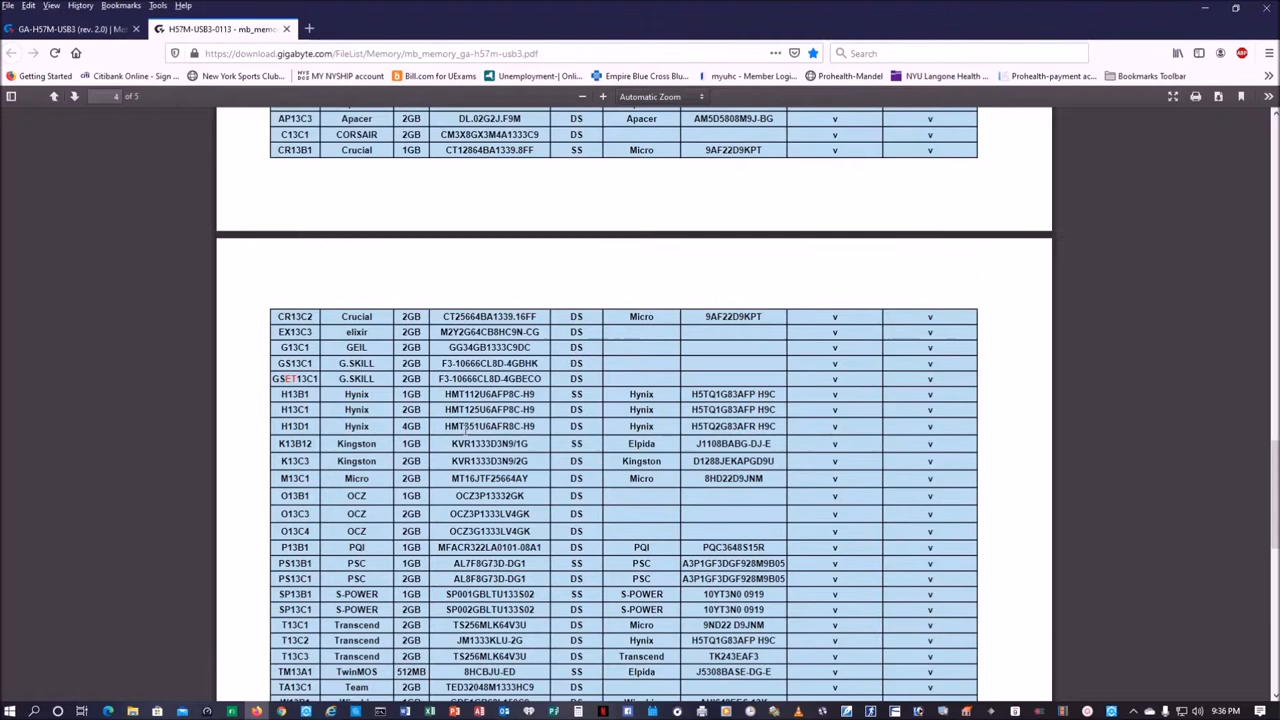 File Edit View History Bookmarks Tools Help
GA-H57M-USB3 (rev. 2.0) | Mo
H57M-USB3-0113 - mb_memo
https://download.gigabyte.com/FileList/Memory/mb_memory_ga-h57m-usb3.pdf
Search
Getting Started Citibank Online - Sign ... New York Sports Club... MY NYSHIP account Bill.com for UExams Unemployment-| Onli... Empire Blue Cross Blu... myuhc - Member Logi... Prohealth-Mandel NYU Langone Health ... Prohealth-payment ac... Bookmarks Toolbar
4 of 5 Automatic Zoom
AP13C3 Apacer 2GB DL.02G2J.F9M DS Apacer AM5D5808M9J-BG v v
C13C1 CORSAIR 2GB CM3X8GX3M4A1333C9 DS v v
CR13B1 Crucial 1GB CT12864BA1339.8FF SS Micro 9AF22D9KPT v v
CR13C2 Crucial 2GB CT25664BA1339.16FF DS Micro 9AF22D9KPT v v
EX13C3 elixir 2GB M2Y2G64CB8HC9N-CG DS v v
G13C1 GEIL 2GB GG34GB1333C9DC DS v v
GS13C1 G.SKILL 2GB F3-10666CL8D-4GBHK DS v v
GSET13C1 G.SKILL 2GB F3-10666CL8D-4GBECO DS v v
H13B1 Hynix 1GB HMT112U6AFP8C-H9 SS Hynix H5TQ1G83AFP H9C v v
H13C1 Hynix 2GB HMT125U6AFP8C-H9 DS Hynix H5TQ1G83AFP H9C v v
H13D1 Hynix 4GB HMT351U6AFR8C-H9 DS Hynix H5TQ2G83AFR H9C v v
K13B12 Kingston 1GB KVR1333D3N9/1G SS Elpida J1108BABG-DJ-E v v
K13C3 Kingston 2GB KVR1333D3N9/2G DS Kingston D1288JEKAPGD9U v v
M13C1 Micro 2GB MT16JTF25664AY DS Micro 8HD22D9JNM v v
O13B1 OCZ 1GB OCZ3P13332GK DS v v
O13C3 OCZ 2GB OCZ3P1333LV4GK DS v v
O13C4 OCZ 2GB OCZ3G1333LV4GK DS v v
P13B1 PQI 1GB MFACR322LA0101-08A1 DS PQI PQC3648S15R v v
PS13B1 PSC 1GB AL7F8G73D-DG1 SS PSC A3P1GF3DGF928M9B05 v v
PS13C1 PSC 2GB AL8F8G73D-DG1 DS PSC A3P1GF3DGF928M9B05 v v
SP13B1 S-POWER 1GB SP001GBLTU133S02 SS S-POWER 10YT3N0 0919 v v
SP13C1 S-POWER 2GB SP002GBLTU133S02 DS S-POWER 10YT3N0 0919 v v
T13C1 Transcend 2GB TS256MLK64V3U DS Micro 9ND22 D9JNM v v
T13C2 Transcend 2GB JM1333KLU-2G DS Hynix H5TQ1G83AFP H9C v v
T13C3 Transcend 2GB TS256MLK64V3U DS Transcend TK243EAF3 v v
TM13A1 TwinMOS 512MB 8HCBJU-ED SS Elpida J5308BASE-DG-E v v
TA13C1 Team 2GB TED32048M1333HC9 DS v v
9:36 PM